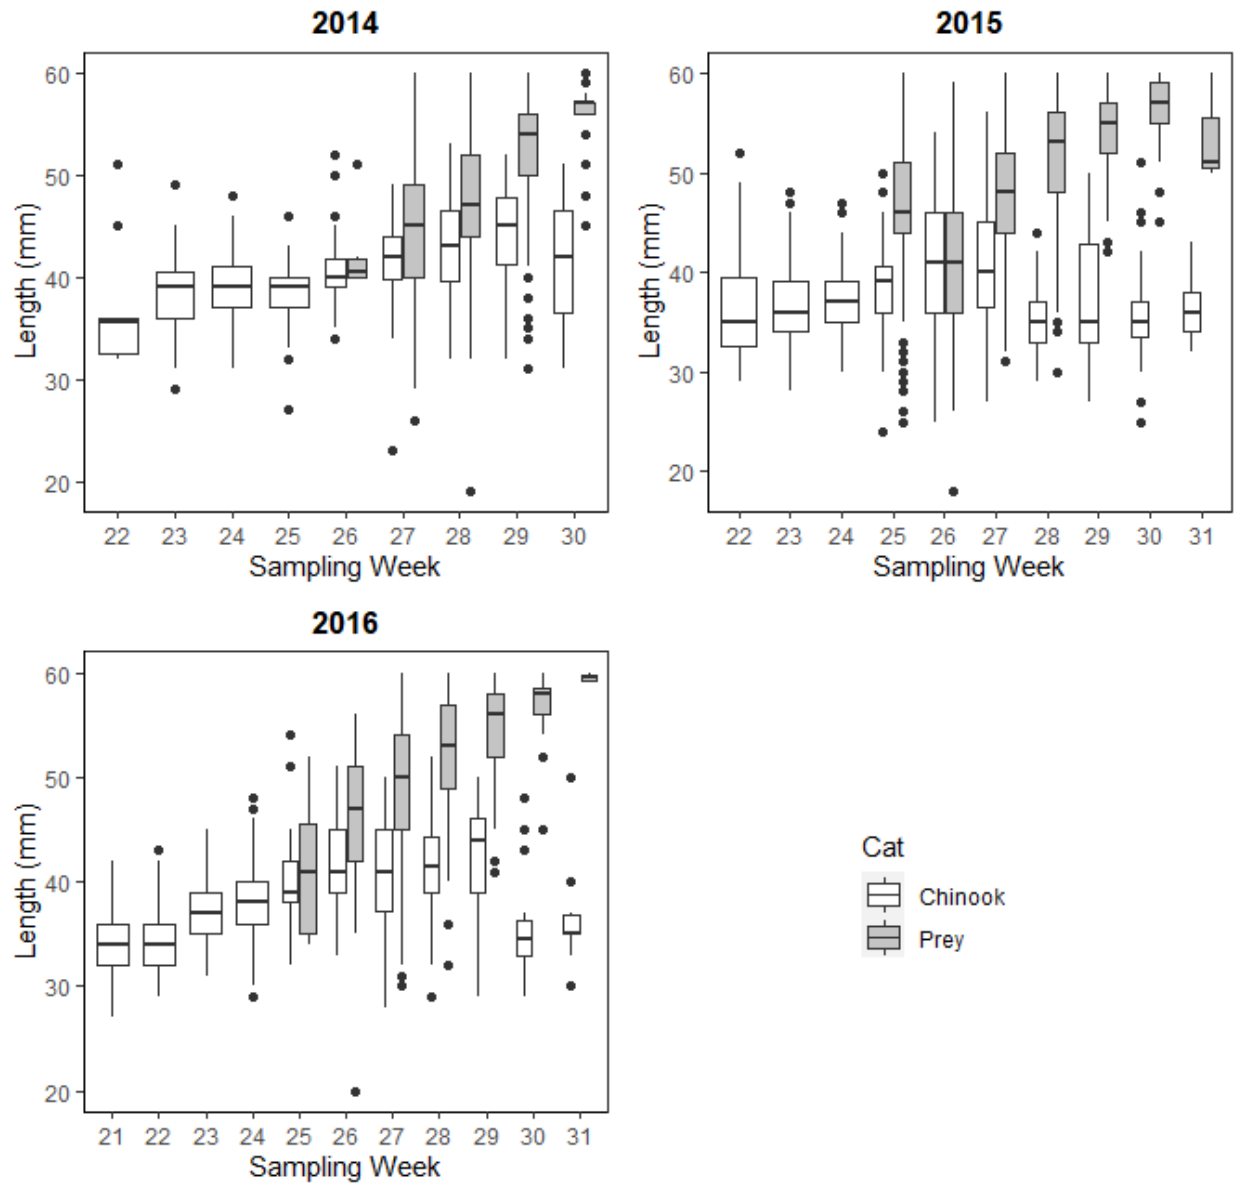 2014
60
50
40
30
20
Length (mm)
22 23 24 25 26 27 28 29 30
Sampling Week
2015
60
50
40
30
20
Length (mm)
22 23 24 25 26 27 28 29 30 31
Sampling Week
2016
60
50
40
30
20
Length (mm)
21 22 23 24 25 26 27 28 29 30 31
Sampling Week
Cat
Chinook
Prey